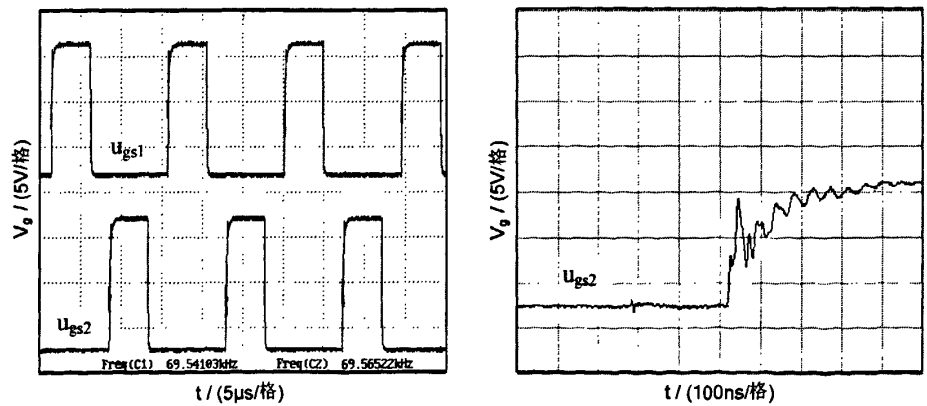 V_g / (5V/格)
u_gs1
u_gs2
Freq(C1) 69.54103kHz Freq(C2) 69.56522kHz
t / (5μs/格)
V_g / (5V/格)
u_gs2
t / (100ns/格)